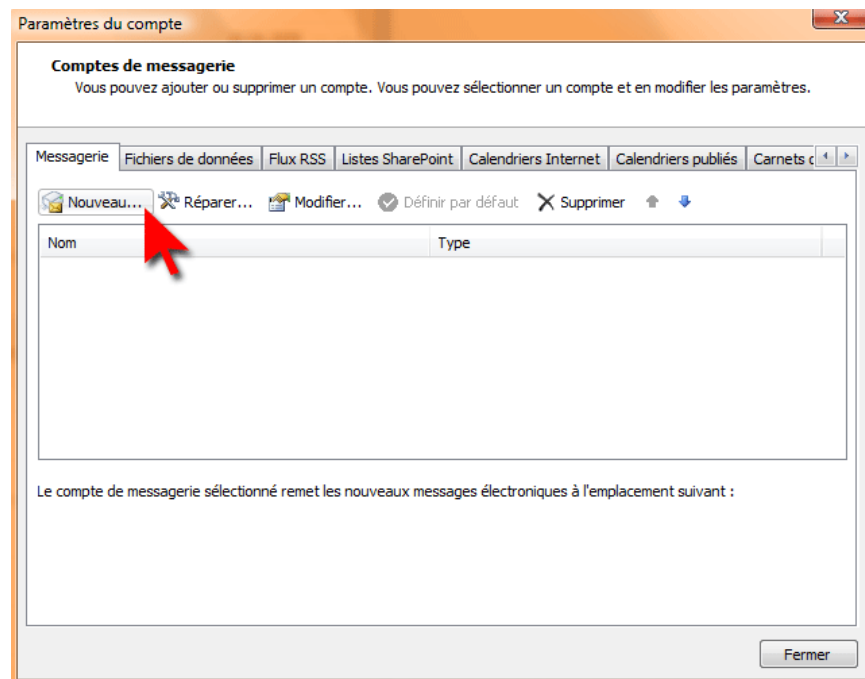 Paramètres du compte
Comptes de messagerie
Vous pouvez ajouter ou supprimer un compte. Vous pouvez sélectionner un compte et en modifier les paramètres.
Messagerie Fichiers de données Flux RSS Listes SharePoint Calendriers Internet Calendriers publiés Carnets
Nouveau... Réparer... Modifier... Définir par défaut Supprimer
Nom Type
Le compte de messagerie sélectionné remet les nouveaux messages électroniques à l'emplacement suivant :
Fermer